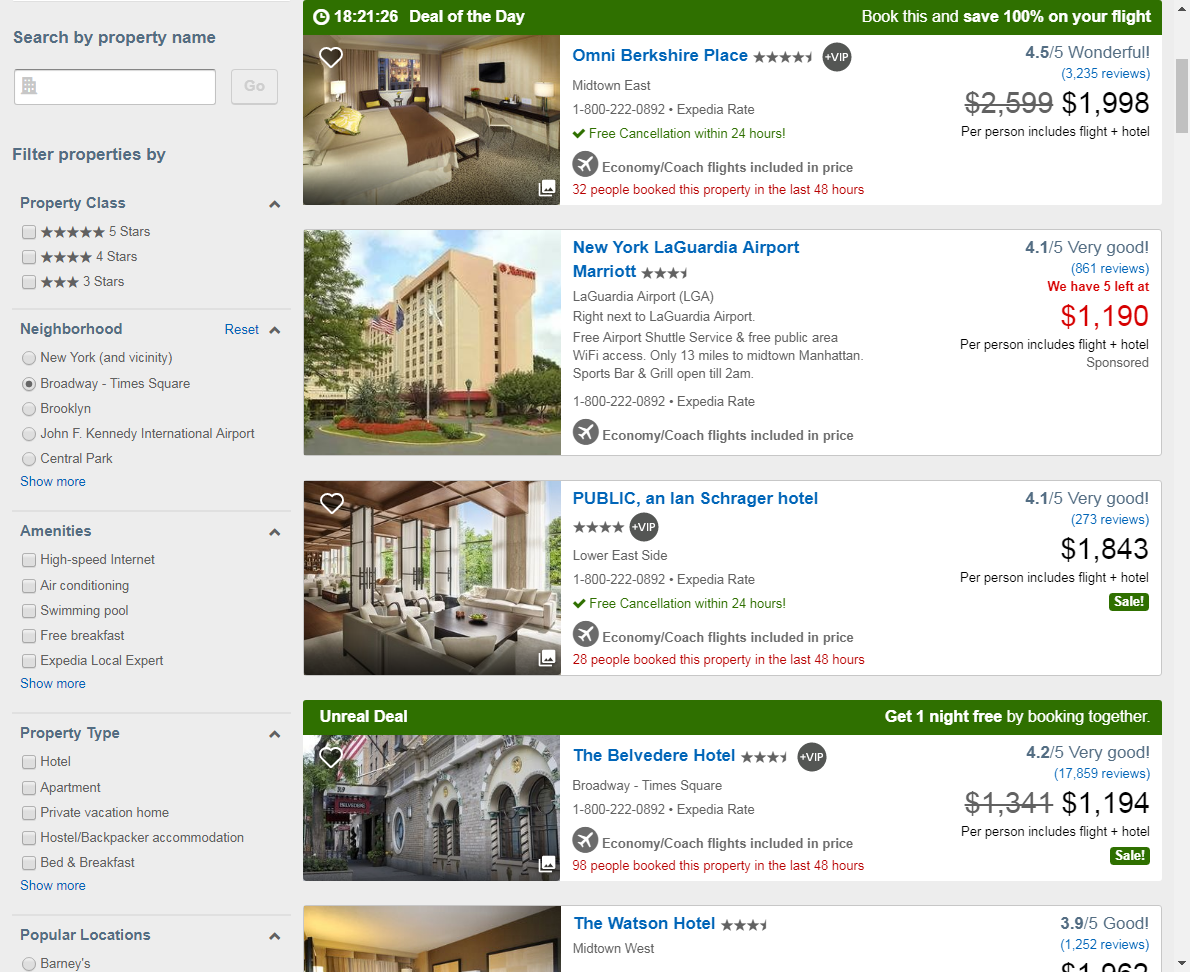 Search by property name
Go
Filter properties by
Property Class
5 Stars
4 Stars
3 Stars
Neighborhood Reset
New York (and vicinity)
Broadway - Times Square
Brooklyn
John F. Kennedy International Airport
Central Park
Show more
Amenities
High-speed Internet
Air conditioning
Swimming pool
Free breakfast
Expedia Local Expert
Show more
Property Type
Hotel
Apartment
Private vacation home
Hostel/Backpacker accommodation
Bed & Breakfast
Show more
Popular Locations
Barney's
18:21:26 Deal of the Day Book this and save 100% on your flight
Omni Berkshire Place +VIP
Midtown East
1-800-222-0892 • Expedia Rate
Free Cancellation within 24 hours!
Economy/Coach flights included in price
32 people booked this property in the last 48 hours
4.5/5 Wonderful!
(3,235 reviews)
$2,599 $1,998
Per person includes flight + hotel
Marriott
New York LaGuardia Airport
Marriott
LaGuardia Airport (LGA)
Right next to LaGuardia Airport.
Free Airport Shuttle Service & free public area
WiFi access. Only 13 miles to midtown Manhattan.
Sports Bar & Grill open till 2am.
1-800-222-0892 • Expedia Rate
Economy/Coach flights included in price
4.1/5 Very good!
(861 reviews)
We have 5 left at
$1,190
Per person includes flight + hotel
Sponsored
PUBLIC, an Ian Schrager hotel
+VIP
Lower East Side
1-800-222-0892 • Expedia Rate
Free Cancellation within 24 hours!
Economy/Coach flights included in price
28 people booked this property in the last 48 hours
4.1/5 Very good!
(273 reviews)
$1,843
Per person includes flight + hotel
Sale!
Unreal Deal Get 1 night free by booking together.
BELVEDERE
The Belvedere Hotel +VIP
Broadway - Times Square
1-800-222-0892 • Expedia Rate
Economy/Coach flights included in price
98 people booked this property in the last 48 hours
4.2/5 Very good!
(17,859 reviews)
$1,341 $1,194
Per person includes flight + hotel
Sale!
The Watson Hotel
Midtown West
3.9/5 Good!
(1,252 reviews)